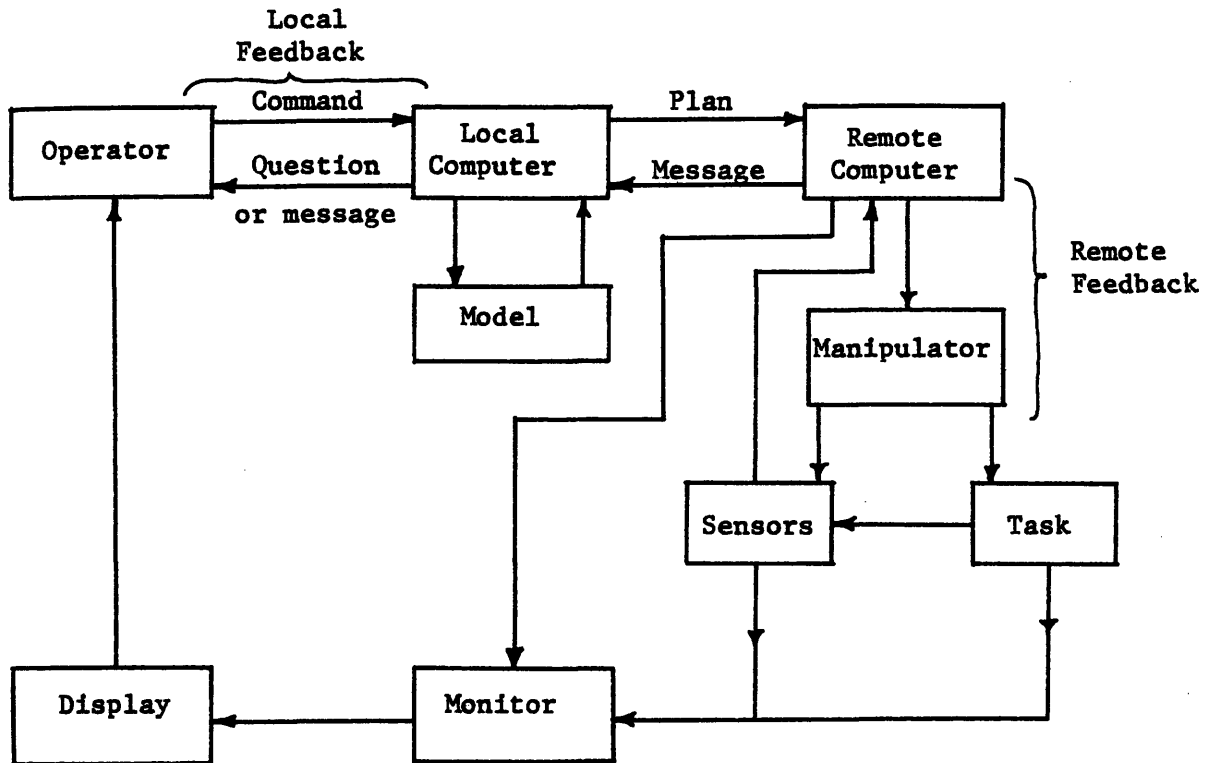 Local
Feedback
Command
Plan
Operator
Local
Computer
Remote
Computer
Question
or message
Message
Remote
Feedback
Model
Manipulator
Sensors
Task
Display
Monitor